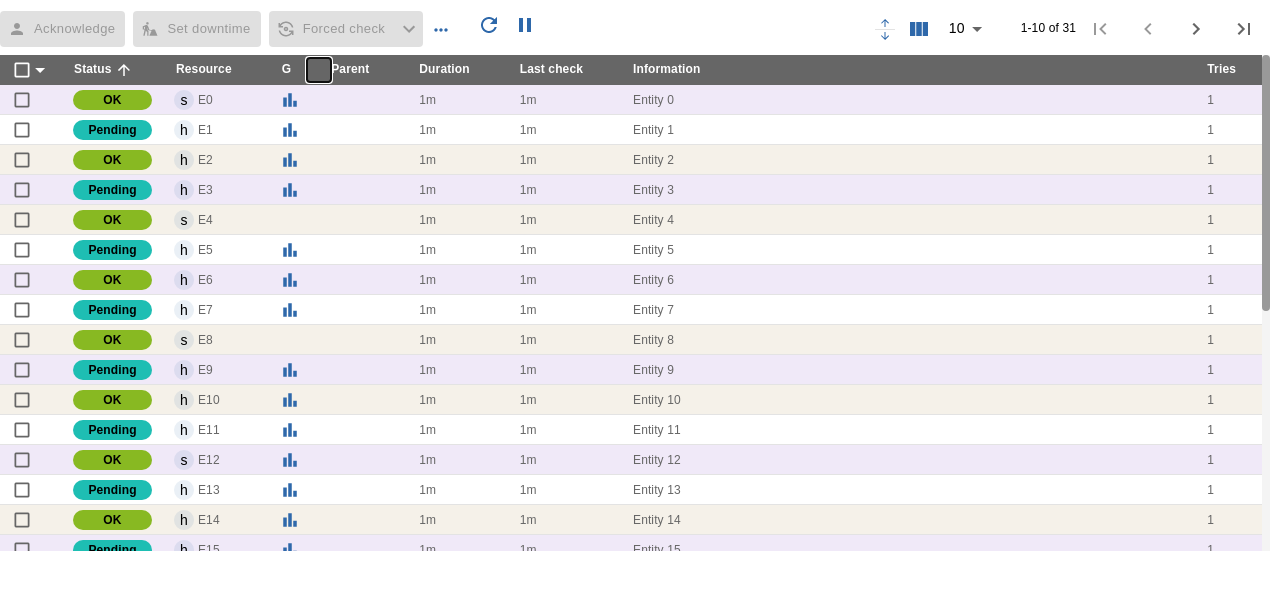 Acknowledge Set downtime Forced check 10 1-10 of 31
Status Resource G Parent Duration Last check Information Tries
OK s E0 1m 1m Entity 0 1
Pending h E1 1m 1m Entity 1 1
OK h E2 1m 1m Entity 2 1
Pending h E3 1m 1m Entity 3 1
OK s E4 1m 1m Entity 4 1
Pending h E5 1m 1m Entity 5 1
OK h E6 1m 1m Entity 6 1
Pending h E7 1m 1m Entity 7 1
OK s E8 1m 1m Entity 8 1
Pending h E9 1m 1m Entity 9 1
OK h E10 1m 1m Entity 10 1
Pending h E11 1m 1m Entity 11 1
OK s E12 1m 1m Entity 12 1
Pending h E13 1m 1m Entity 13 1
OK h E14 1m 1m Entity 14 1
Pending h E15 1m 1m Entity 15 1